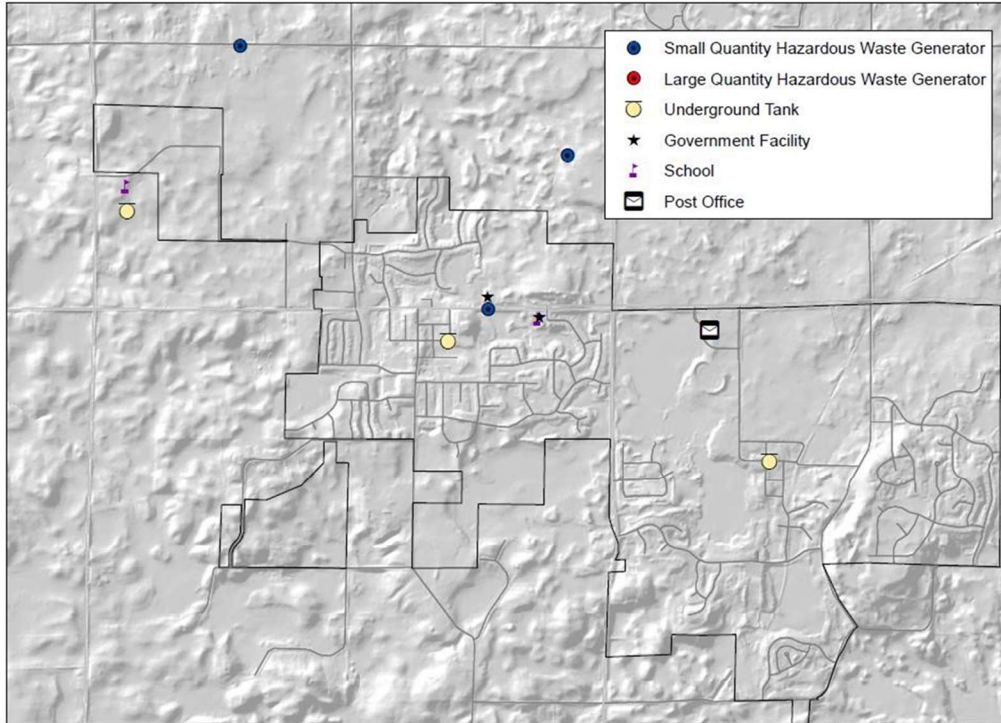 Small Quantity Hazardous Waste Generator
Large Quantity Hazardous Waste Generator
Underground Tank
Government Facility
School
Post Office